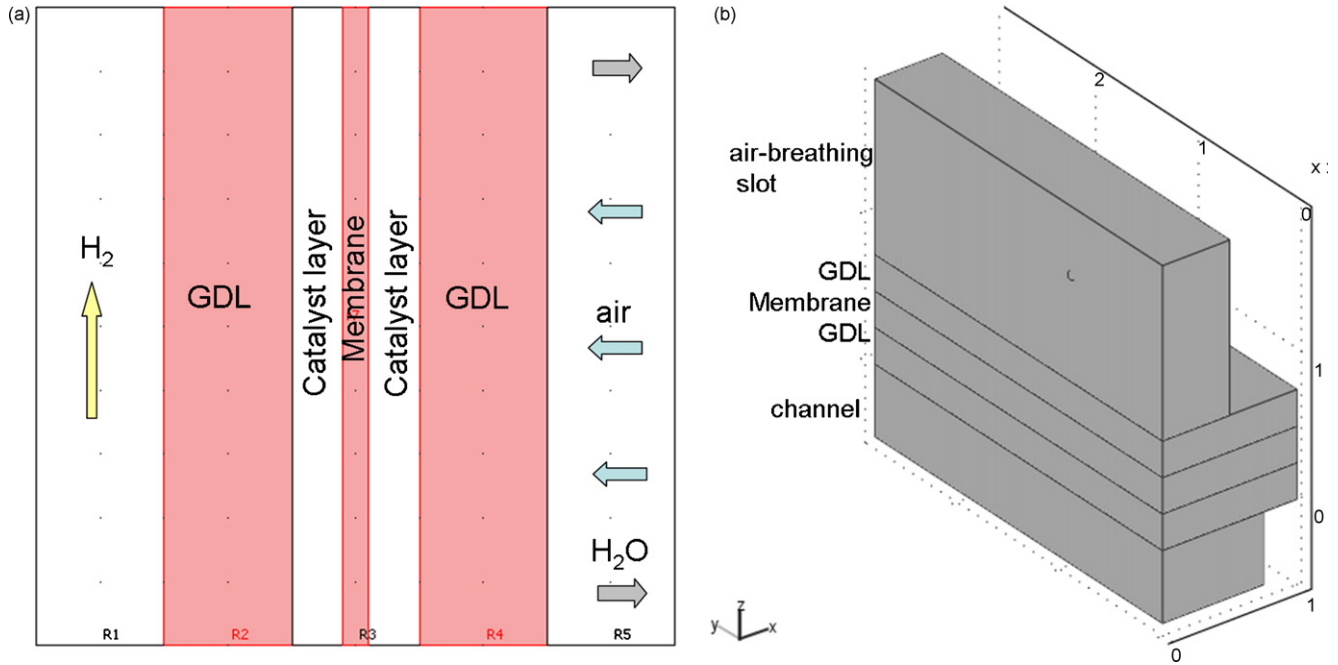 (a)
H₂
GDL
Catalyst layer
Membrane
Catalyst layer
GDL
air
H₂O
R1
R2
R3
R4
R5
(b)
air-breathing
slot
GDL
Membrane
GDL
channel
2
1
0
x
1
0
1
0
z
y
x